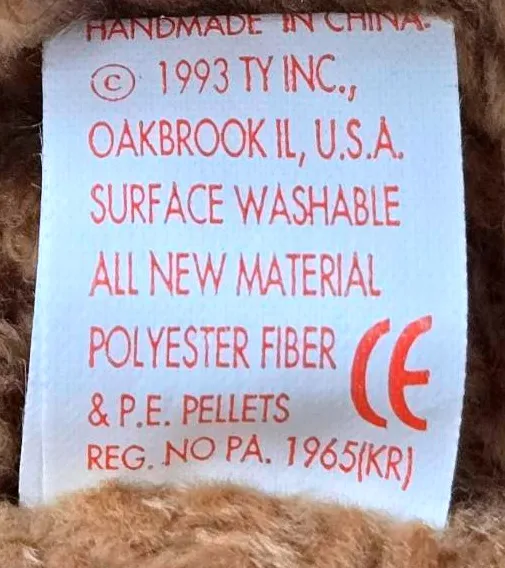 HANDMADE IN CHINA.
© 1993 TY INC.,
OAKBROOK IL, U.S.A.
SURFACE WASHABLE
ALL NEW MATERIAL
POLYESTER FIBER
& P.E. PELLETS CE
REG. NO PA. 1965(KR)